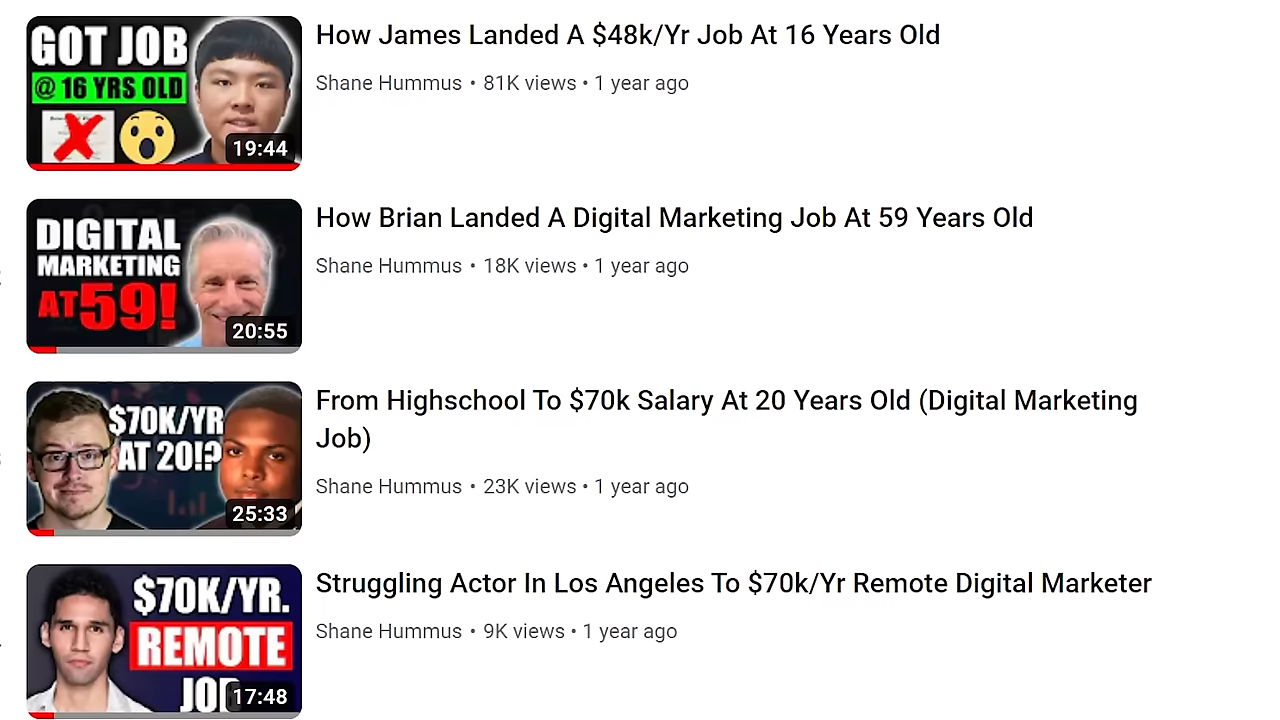 GOT JOB
@ 16 YRS OLD
19:44
How James Landed A $48k/Yr Job At 16 Years Old
Shane Hummus • 81K views • 1 year ago
DIGITAL
MARKETING
AT 59!
20:55
How Brian Landed A Digital Marketing Job At 59 Years Old
Shane Hummus • 18K views • 1 year ago
$70K/YR
AT 20!?
25:33
From Highschool To $70k Salary At 20 Years Old (Digital Marketing
Job)
Shane Hummus • 23K views • 1 year ago
$70K/YR.
REMOTE
17:48
Struggling Actor In Los Angeles To $70k/Yr Remote Digital Marketer
Shane Hummus • 9K views • 1 year ago